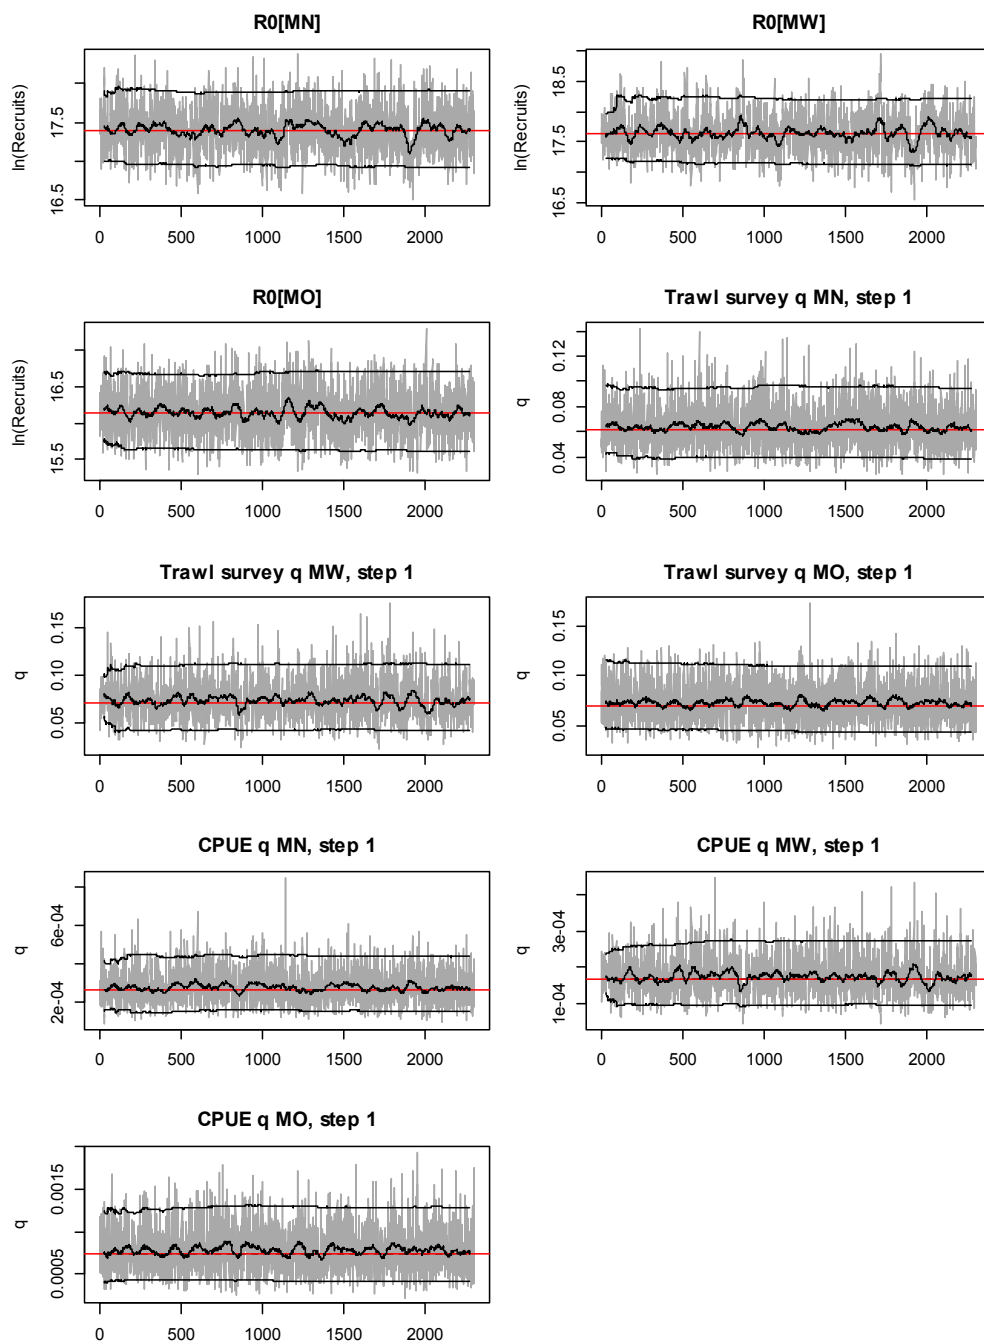 R0[MN]
ln(Recruits)
17.5
16.5
0 500 1000 1500 2000
R0[MW]
ln(Recruits)
18.5
17.5
16.5
0 500 1000 1500 2000
R0[MO]
ln(Recruits)
16.5
15.5
0 500 1000 1500 2000
Trawl survey q MN, step 1
q
0.12
0.08
0.04
0 500 1000 1500 2000
Trawl survey q MW, step 1
q
0.15
0.10
0.05
0 500 1000 1500 2000
Trawl survey q MO, step 1
q
0.15
0.10
0.05
0 500 1000 1500 2000
CPUE q MN, step 1
q
6e-04
2e-04
0 500 1000 1500 2000
CPUE q MW, step 1
q
3e-04
1e-04
0 500 1000 1500 2000
CPUE q MO, step 1
q
0.0015
0.0005
0 500 1000 1500 2000